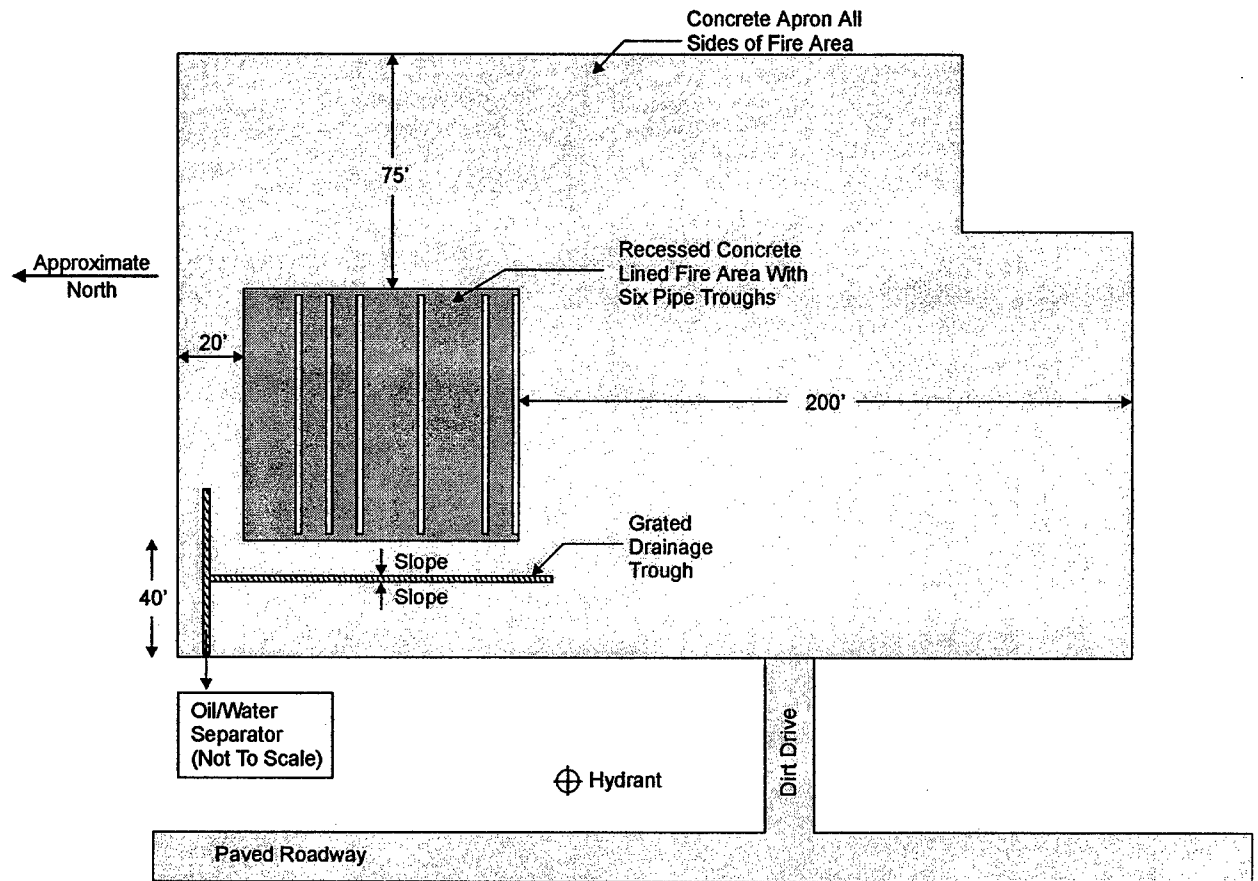 Concrete Apron All
Sides of Fire Area
75'
Approximate
North
Recessed Concrete
Lined Fire Area With
Six Pipe Troughs
20'
200'
Grated
Drainage
Trough
Slope
Slope
40'
Oil/Water
Separator
(Not To Scale)
Hydrant
Dirt Drive
Paved Roadway